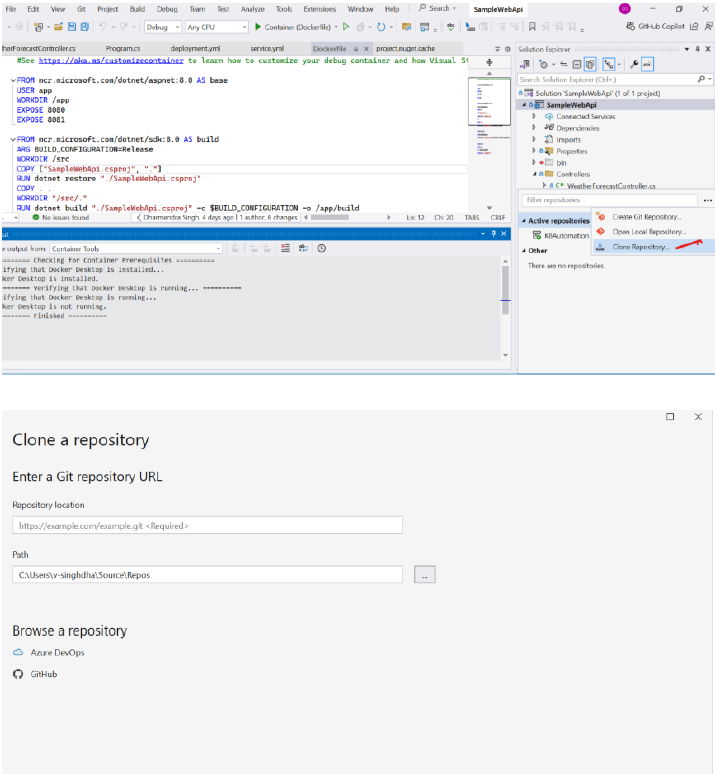 File Edit View Git Project Build Debug Team Test Analyze Tools Extensions Window Help Search SampleWebApi
Debug Any CPU Container (Dockerfile) GitHub Copilot
herForecastController.cs Program.cs deployment.yml service.yml Dockerfile project.nuget.cache
#See https://aka.ms/customizecontainer to learn how to customize your debug container and how Visual St
FROM mcr.microsoft.com/dotnet/aspnet:8.0 AS base
USER app
WORKDIR /app
EXPOSE 8080
EXPOSE 8081
FROM mcr.microsoft.com/dotnet/sdk:8.0 AS build
ARG BUILD_CONFIGURATION=Release
WORKDIR /src
COPY ["SampleWebApi.csproj", "."]
RUN dotnet restore "./SampleWebApi.csproj"
COPY . .
WORKDIR "/src/."
RUN dotnet build "./SampleWebApi.csproj" -c $BUILD_CONFIGURATION -o /app/build
No issues found Dharmendra Singh, 4 days ago | 1 author, 6 changes Ln: 12 Ch: 20 TABS CRLF
ut
w output from: Container Tools
======= Checking for Container Prerequisites ==========
ifying that Docker Desktop is installed...
ker Desktop is installed.
======= Verifying that Docker Desktop is running... ==========
ifying that Docker Desktop is running...
ker Desktop is not running.
======= Finished ==========
Solution Explorer
Search Solution Explorer (Ctrl+;)
Solution 'SampleWebApi' (1 of 1 project)
SampleWebApi
Connected Services
Dependencies
Imports
Properties
bin
Controllers
C# WeatherForecastController.cs
Filter repositories
Active repositories
KBAutomation
Other
There are no repositories.
Create Git Repository...
Open Local Repository...
Clone Repository...
Clone a repository
Enter a Git repository URL
Repository location
https://example.com/example.git <Required>
Path
C:\Users\v-singhdha\Source\Repos
...
Browse a repository
Azure DevOps
GitHub